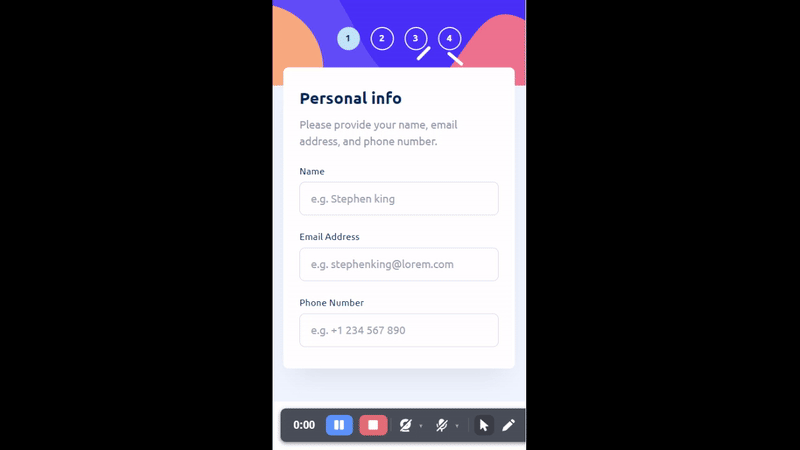 1 2 3 4
Personal info
Please provide your name, email
address, and phone number.
Name
e.g. Stephen king
Email Address
e.g. stephenking@lorem.com
Phone Number
e.g. +1 234 567 890
0:00